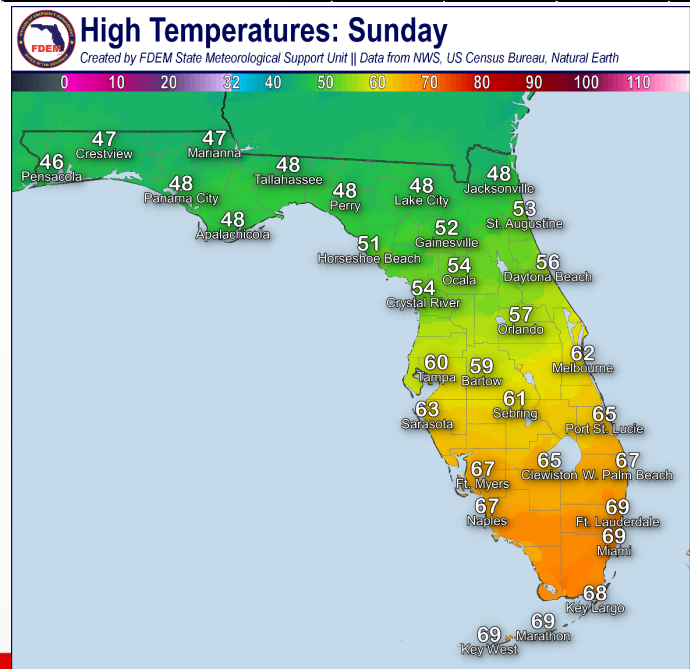 High Temperatures: Sunday
FDEM
Created by FDEM State Meteorological Support Unit || Data from NWS, US Census Bureau, Natural Earth
0 10 20 32 40 50 60 70 80 90 100 110
47
Crestview
47
Marianna
46
Pensacola
48
Tallahassee
48
Panama City
48
Perry
48
Lake City
48
Jacksonville
48
Apalachicola
53
St. Augustine
52
Gainesville
51
Horseshoe Beach
54
Ocala
56
Daytona Beach
54
Crystal River
57
Orlando
62
Melbourne
60
Tampa
59
Bartow
61
Sebring
63
Sarasota
65
Port St. Lucie
67
Ft. Myers
65
Clewiston
67
W. Palm Beach
67
Naples
69
Ft. Lauderdale
69
Miami
68
Key Largo
69
Marathon
69
Key West